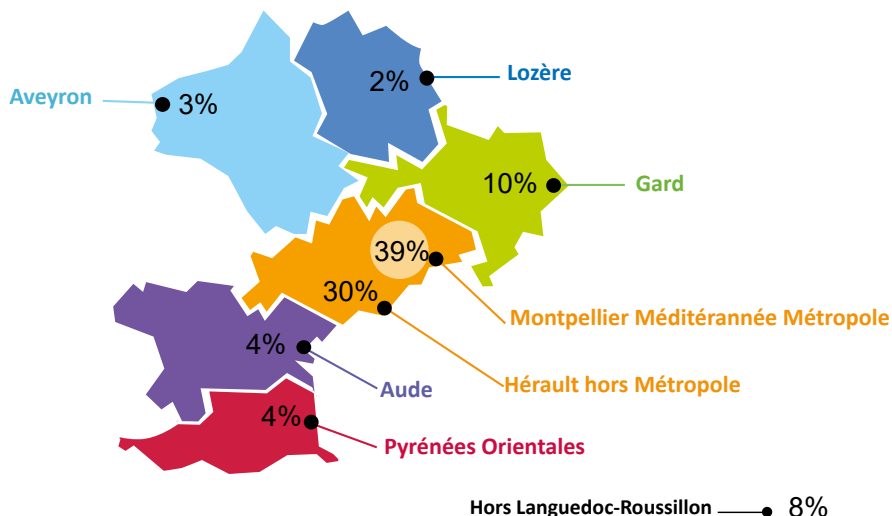 Lozère
2%
Aveyron
3%
10%
Gard
39%
30%
Montpellier Méditérannée Métropole
4%
Hérault hors Métropole
Aude
4%
Pyrénées Orientales
Hors Languedoc-Roussillon 8%